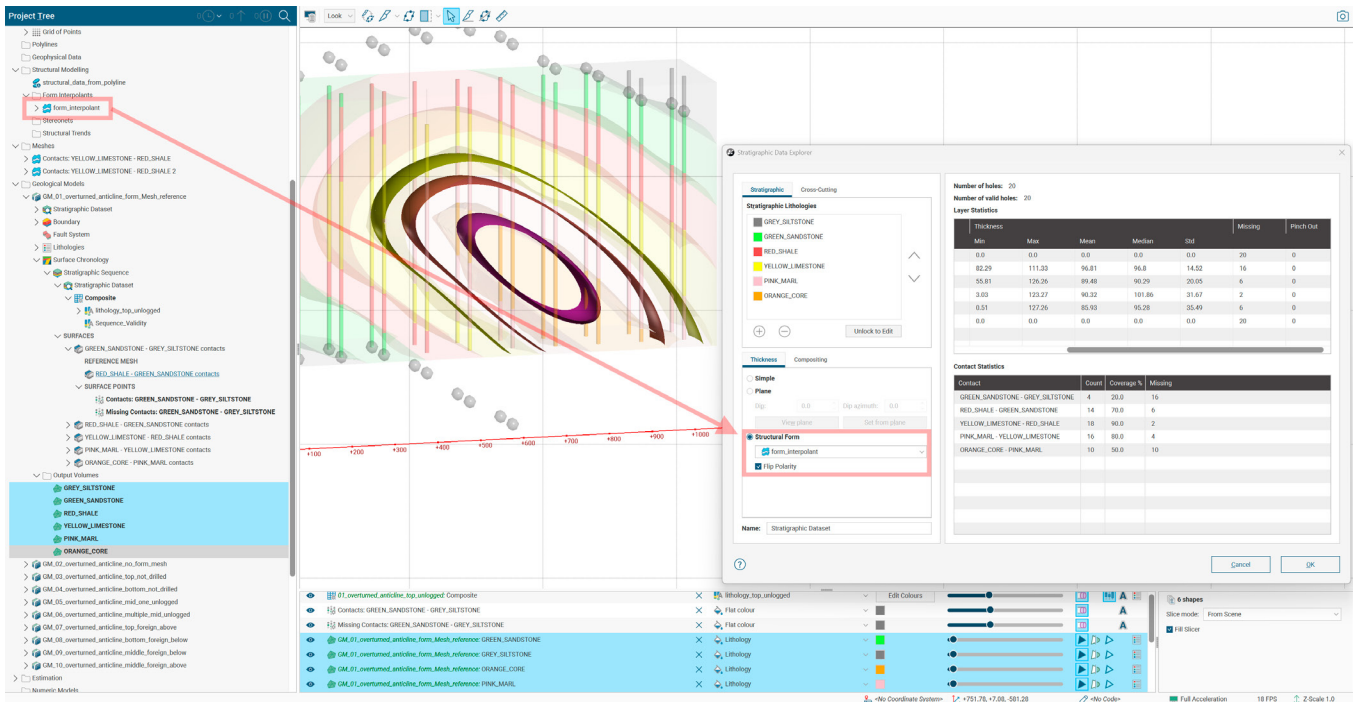 Project Tree
0
0
0
Look
Grid of Points
Polylines
Geophysical Data
Structural Modelling
structural_data_from_polyline
Form Interpolants
form_interpolant
Stereonets
Structural Trends
Meshes
Contacts: YELLOW_LIMESTONE - RED_SHALE
Contacts: YELLOW_LIMESTONE - RED_SHALE 2
Geological Models
GM_01_overturned_anticline_form_Mesh_reference
Stratigraphic Dataset
Boundary
Fault System
Lithologies
Surface Chronology
Stratigraphic Sequence
Stratigraphic Dataset
Composite
lithology_top_unlogged
Sequence_Validity
SURFACES
GREEN_SANDSTONE - GREY_SILTSTONE contacts
REFERENCE MESH
RED_SHALE - GREEN_SANDSTONE contacts
SURFACE POINTS
Contacts: GREEN_SANDSTONE - GREY_SILTSTONE
Missing Contacts: GREEN_SANDSTONE - GREY_SILTSTONE
RED_SHALE - GREEN_SANDSTONE contacts
YELLOW_LIMESTONE - RED_SHALE contacts
PINK_MARL - YELLOW_LIMESTONE contacts
ORANGE_CORE - PINK_MARL contacts
Output Volumes
GREY_SILTSTONE
GREEN_SANDSTONE
RED_SHALE
YELLOW_LIMESTONE
PINK_MARL
ORANGE_CORE
GM_02_overturned_anticline_no_form_mesh
GM_03_overturned_anticline_top_not_drilled
GM_04_overturned_anticline_bottom_not_drilled
GM_05_overturned_anticline_mid_one_unlogged
GM_06_overturned_anticline_multiple_mid_unlogged
GM_07_overturned_anticline_top_foreign_above
GM_08_overturned_anticline_bottom_foreign_below
GM_09_overturned_anticline_middle_foreign_below
GM_10_overturned_anticline_middle_foreign_above
Estimation
Numeric Models
+100 +200 +300 +400 +500 +600 +700 +800 +900 +1000
Stratigraphic Data Explorer
Stratigraphic Cross-Cutting
Stratigraphic Lithologies
GREY_SILTSTONE
GREEN_SANDSTONE
RED_SHALE
YELLOW_LIMESTONE
PINK_MARL
ORANGE_CORE
Unlock to Edit
Thickness Compositing
Simple
Plane
Dip: 0.0 Dip azimuth: 0.0
View plane Set from plane
Structural Form
form_interpolant
Flip Polarity
Name: Stratigraphic Dataset
Number of holes: 20
Number of valid holes: 20
Layer Statistics
Thickness Missing Pinch Out
Min Max Mean Median Std
0.0 0.0 0.0 0.0 0.0 20 0
82.29 111.33 96.81 96.8 14.52 16 0
55.81 126.26 89.48 90.29 20.05 6 0
3.03 123.27 90.32 101.86 31.67 2 0
0.51 127.26 85.93 95.28 35.49 6 0
0.0 0.0 0.0 0.0 0.0 20 0
Contact Statistics
Contact Count Coverage % Missing
GREEN_SANDSTONE - GREY_SILTSTONE 4 20.0 16
RED_SHALE - GREEN_SANDSTONE 14 70.0 6
YELLOW_LIMESTONE - RED_SHALE 18 90.0 2
PINK_MARL - YELLOW_LIMESTONE 16 80.0 4
ORANGE_CORE - PINK_MARL 10 50.0 10
Cancel OK
01_overturned_anticline_top_unlogged: Composite lithology_top_unlogged Edit Colours
Contacts: GREEN_SANDSTONE - GREY_SILTSTONE Flat colour A
Missing Contacts: GREEN_SANDSTONE - GREY_SILTSTONE Flat colour A
GM_01_overturned_anticline_form_Mesh_reference: GREEN_SANDSTONE Lithology
GM_01_overturned_anticline_form_Mesh_reference: GREY_SILTSTONE Lithology
GM_01_overturned_anticline_form_Mesh_reference: ORANGE_CORE Lithology
GM_01_overturned_anticline_form_Mesh_reference: PINK_MARL Lithology
6 shapes
Slice mode: From Scene
Fill Slicer
<No Coordinate System> +751.78, +7.08, -581.28 <No Code> Full Acceleration 18 FPS Z-Scale 1.0